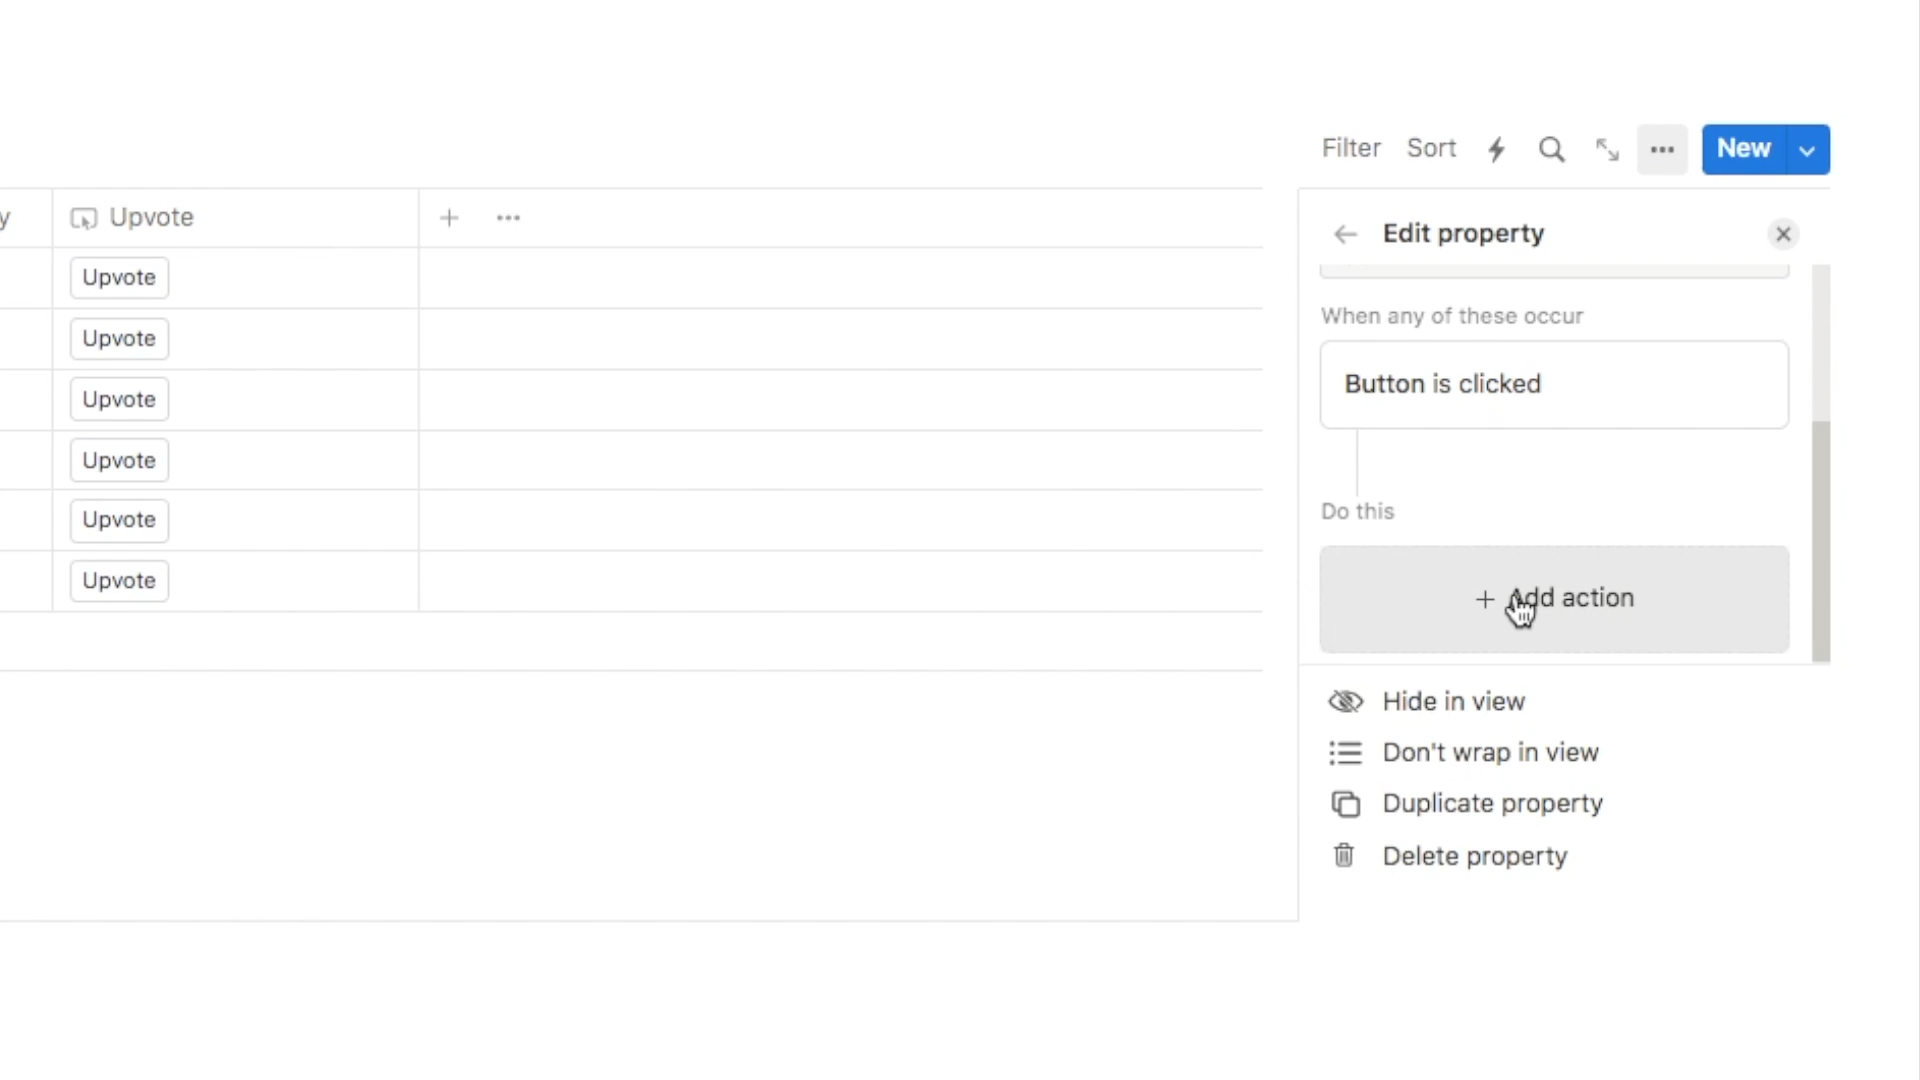 Filter Sort New
y Upvote
Edit property
Upvote
Upvote
Upvote
Upvote
Upvote
Upvote
When any of these occur
Button is clicked
Do this
+ Add action
Hide in view
Don't wrap in view
Duplicate property
Delete property